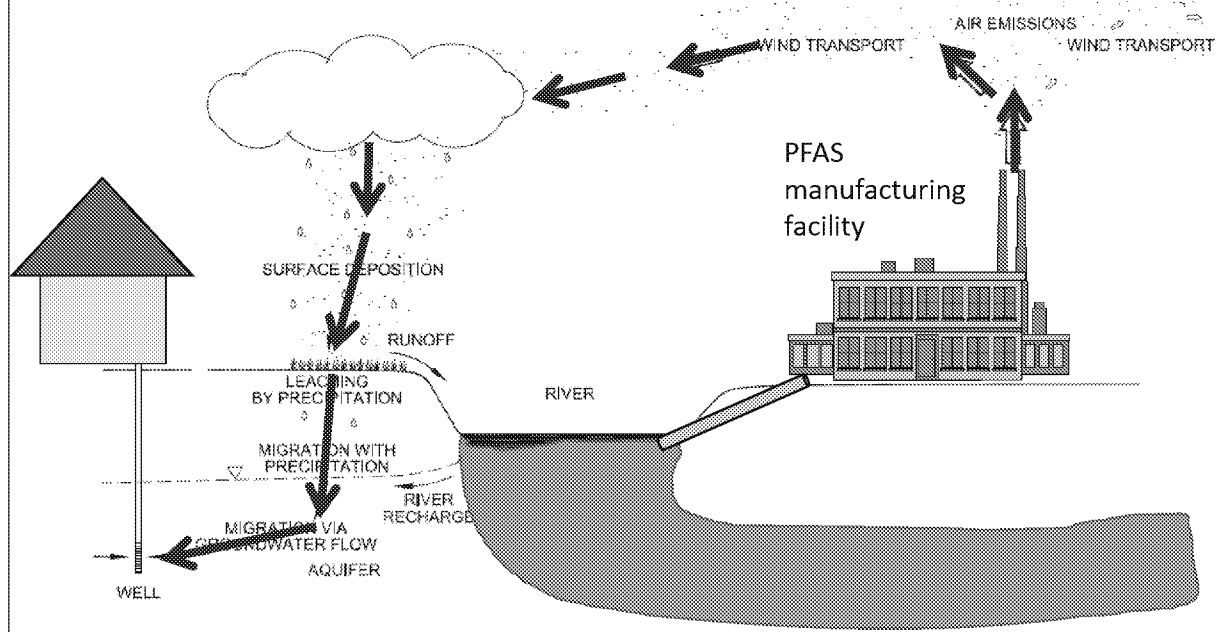 AIR EMISSIONS
WIND TRANSPORT
WIND TRANSPORT
PFAS
manufacturing
facility
SURFACE DEPOSITION
RUNOFF
LEACHING
BY PRECIPITATION
RIVER
MIGRATION WITH
PRECIPITATION
RIVER
RECHARGE
MIGRATION VIA
GROUNDWATER FLOW
AQUIFER
WELL